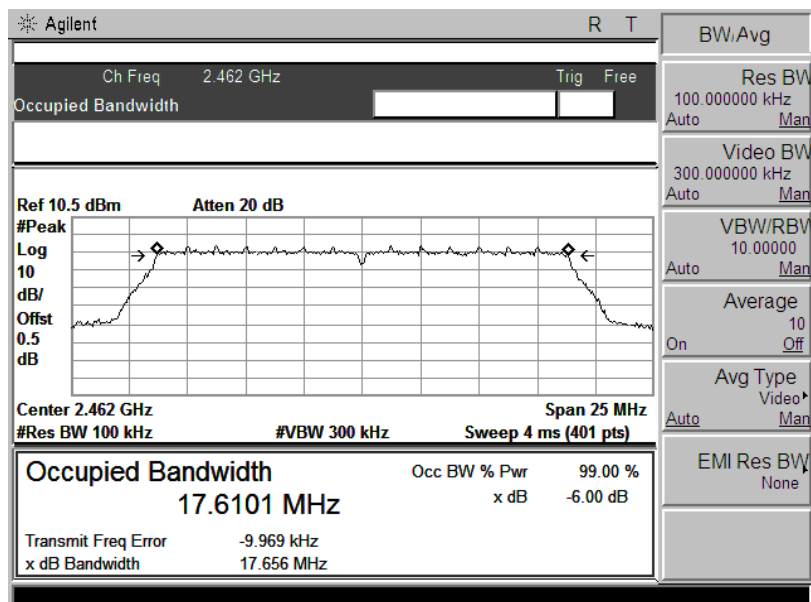 Agilent R T
Ch Freq 2.462 GHz Trig Free
Occupied Bandwidth
Ref 10.5 dBm Atten 20 dB
#Peak
Log
10
dB/
Offst
0.5
dB
Center 2.462 GHz Span 25 MHz
#Res BW 100 kHz #VBW 300 kHz Sweep 4 ms (401 pts)
Occupied Bandwidth Occ BW % Pwr 99.00 %
17.6101 MHz x dB -6.00 dB
Transmit Freq Error -9.969 kHz
x dB Bandwidth 17.656 MHz
BW/Avg
Res BW
100.000000 kHz
Auto Man
Video BW
300.000000 kHz
Auto Man
VBW/RBW
10.00000
Auto Man
Average
10
On Off
Avg Type
Video
Auto Man
EMI Res BW
None